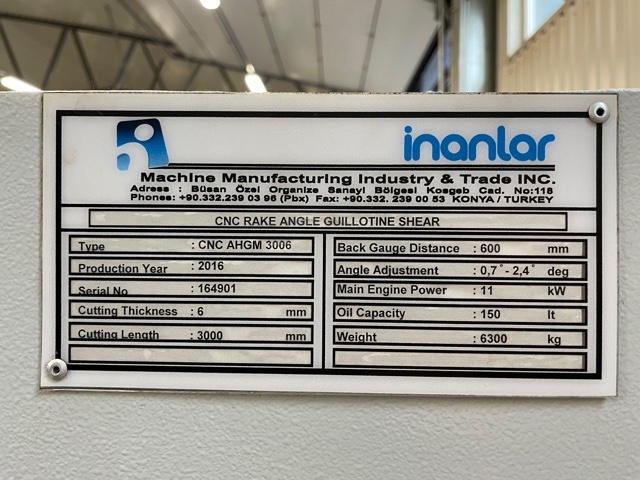 inanlar
Machine Manufacturing Industry & Trade INC.
Adress : Büsan Özel Organize Sanayi Bölgesi Kosgeb Cad. No:118
Phones: +90.332.239 03 96 (Pbx) Fax: +90.332. 239 00 53 KONYA / TURKEY
CNC RAKE ANGLE GUILLOTINE SHEAR
Type : CNC AHGM 3006
Production Year : 2016
Serial No : 164901
Cutting Thickness : 6 mm
Cutting Length : 3000 mm
Back Gauge Distance : 600 mm
Angle Adjustment : 0,7° - 2,4° deg
Main Engine Power : 11 kW
Oil Capacity : 150 lt
Weight : 6300 kg